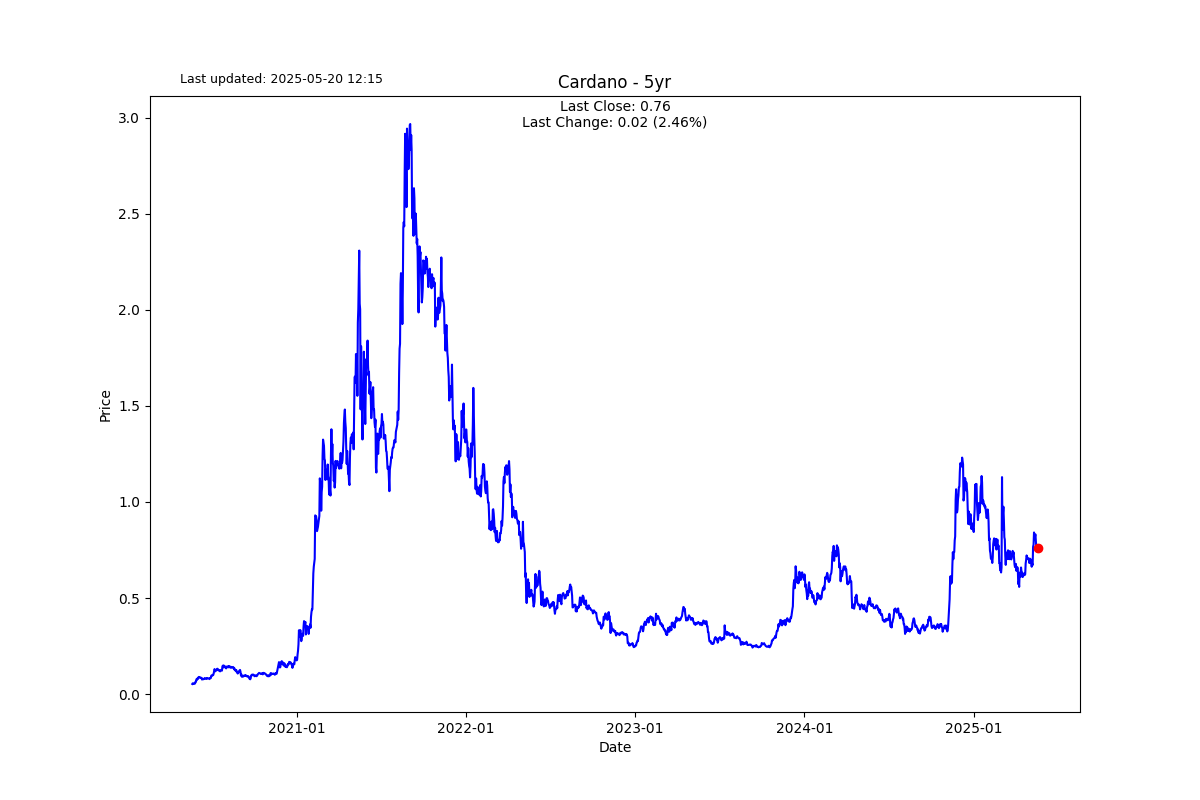 Last updated: 2025-05-20 12:15
Cardano - 5yr
Last Close: 0.76
Last Change: 0.02 (2.46%)
3.0
2.5
2.0
1.5
1.0
0.5
0.0
Price
2021-01
2022-01
2023-01
2024-01
2025-01
Date